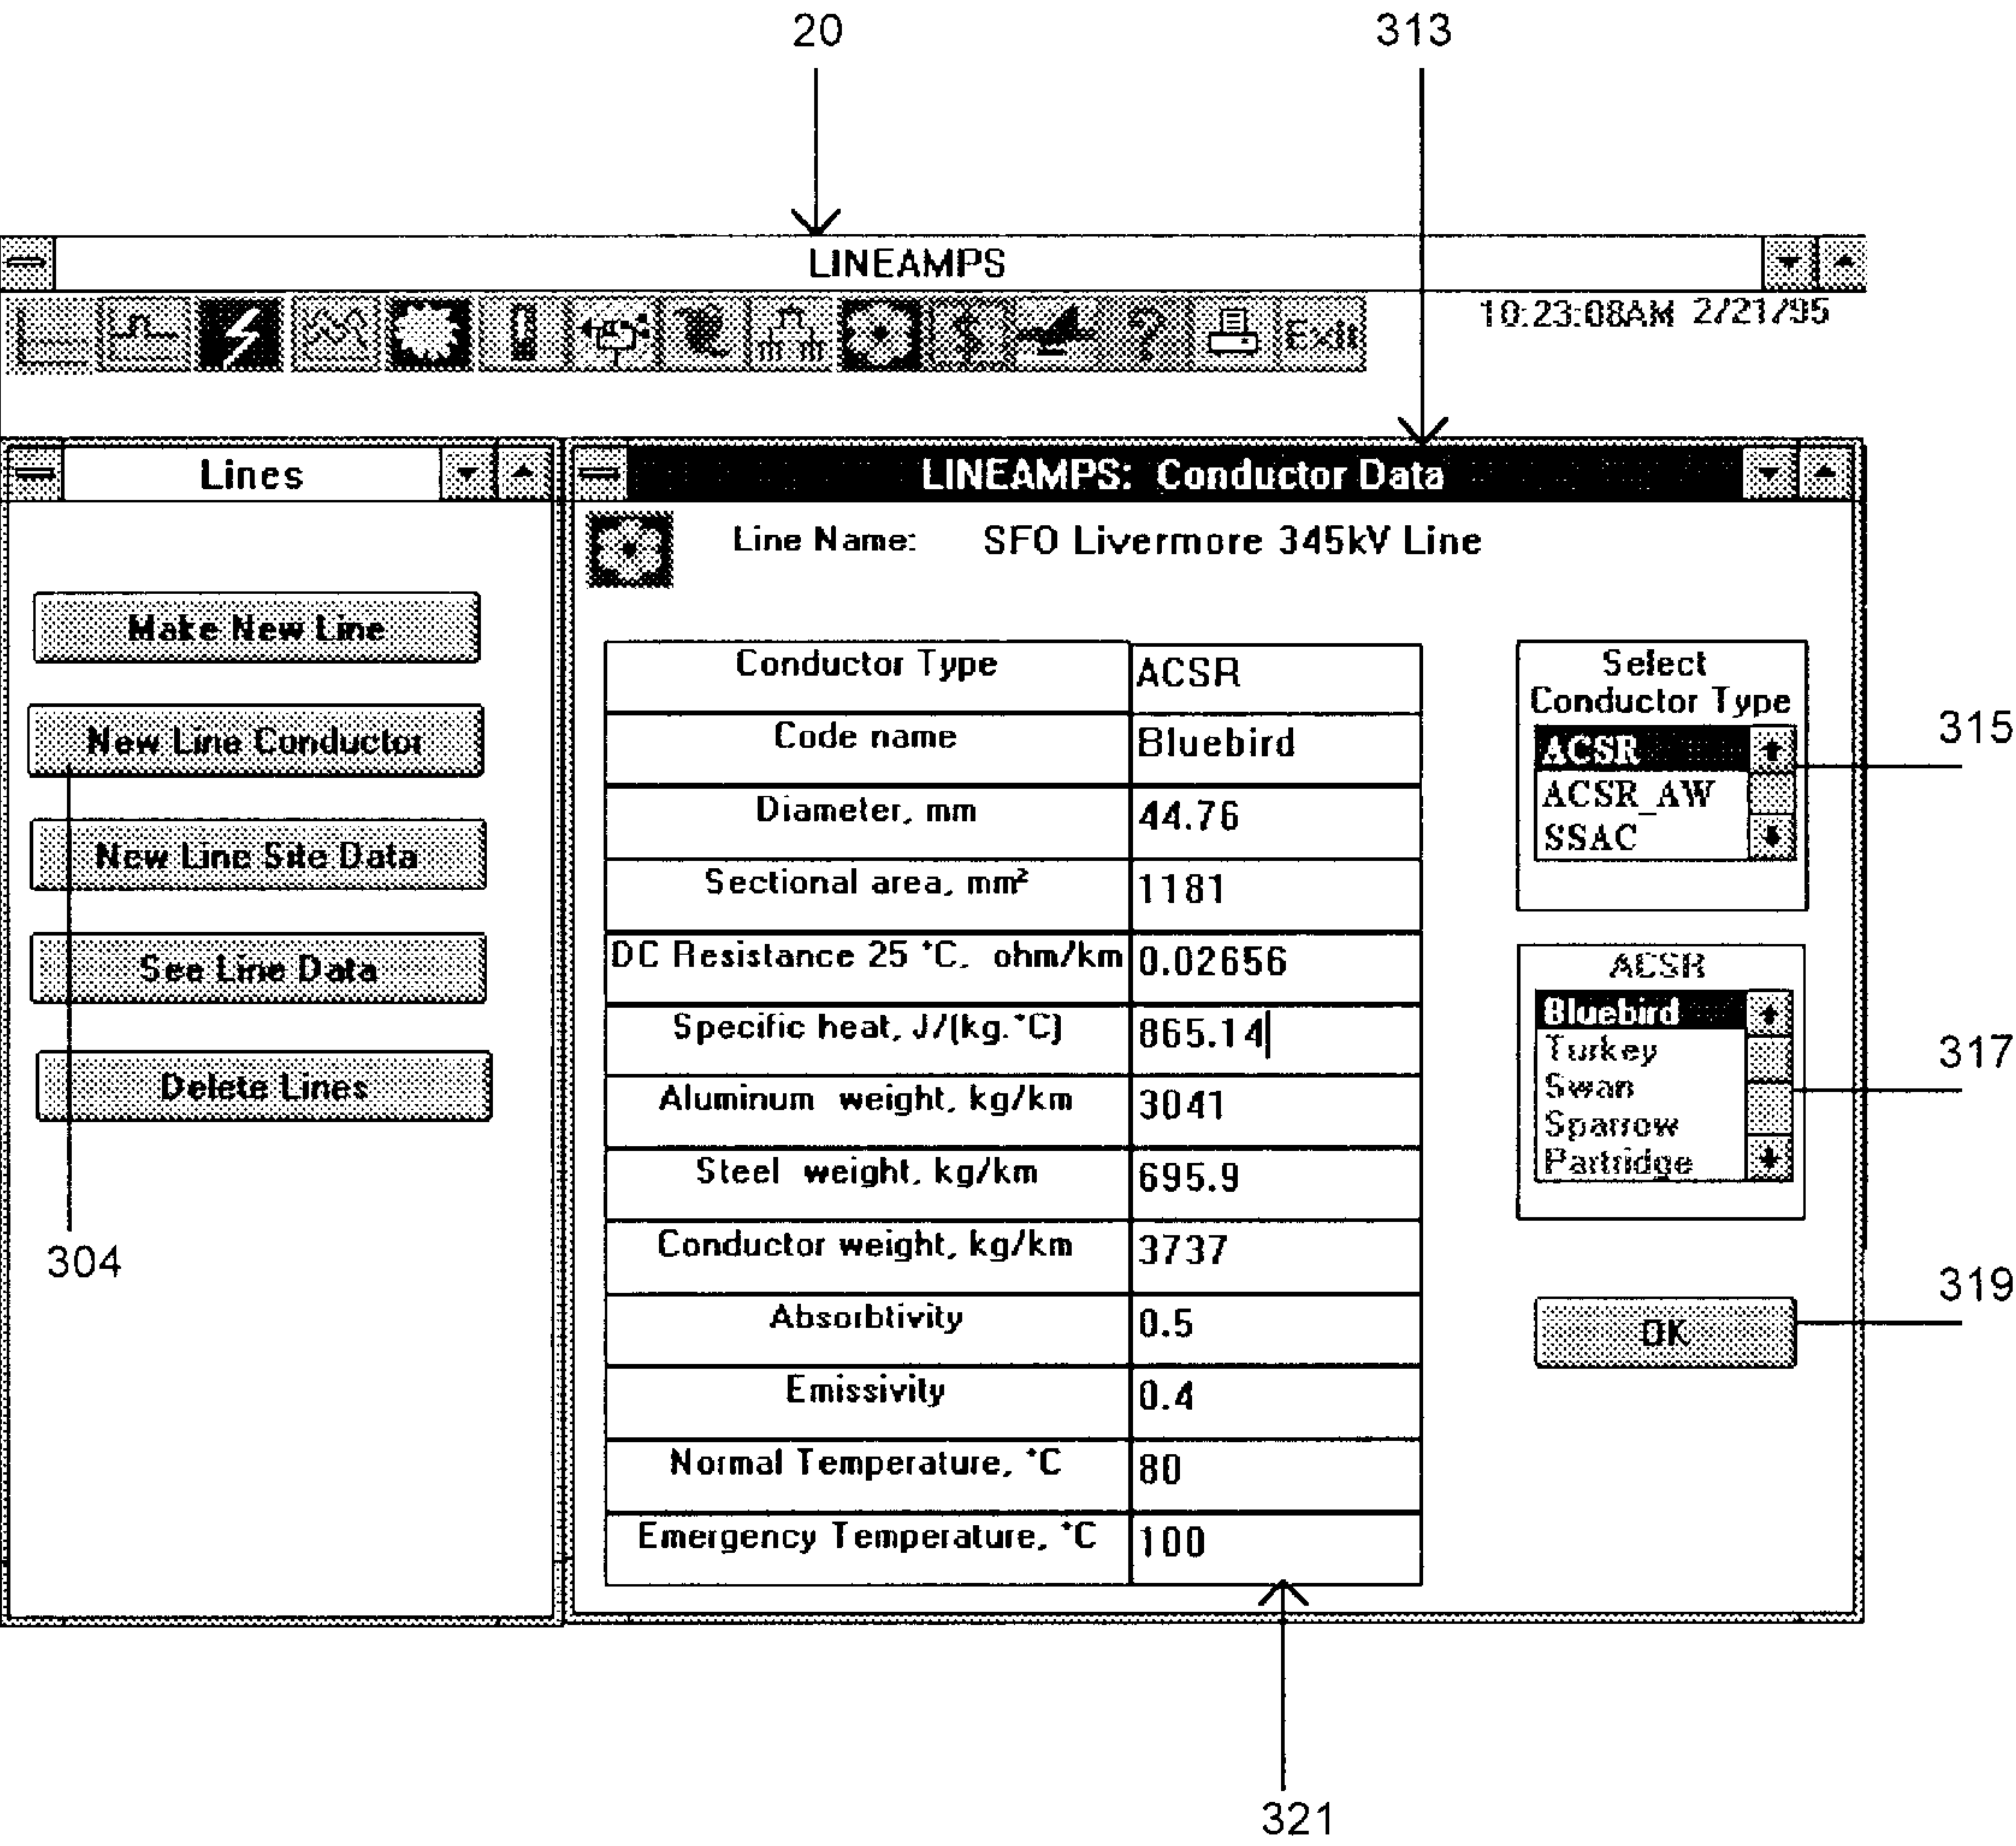 20
313
LINEAMPS
Exit
10:23:08AM 2/21/95
Lines
LINEAMPS: Conductor Data
Line Name: SFO Livermore 345kV Line
Make New Line
New Line Conductor
New Line Site Data
See Line Data
Delete Lines
304
Conductor Type ACSR
Code name Bluebird
Diameter, mm 44.76
Sectional area, mm² 1181
DC Resistance 25 °C, ohm/km 0.02656
Specific heat, J/(kg.°C) 865.14
Aluminum weight, kg/km 3041
Steel weight, kg/km 695.9
Conductor weight, kg/km 3737
Absorbtivity 0.5
Emissivity 0.4
Normal Temperature, °C 80
Emergency Temperature, °C 100
Select
Conductor Type
ACSR
ACSR_AW
SSAC
315
ACSR
Bluebird
Turkey
Swan
Sparrow
Partridge
317
OK
319
321